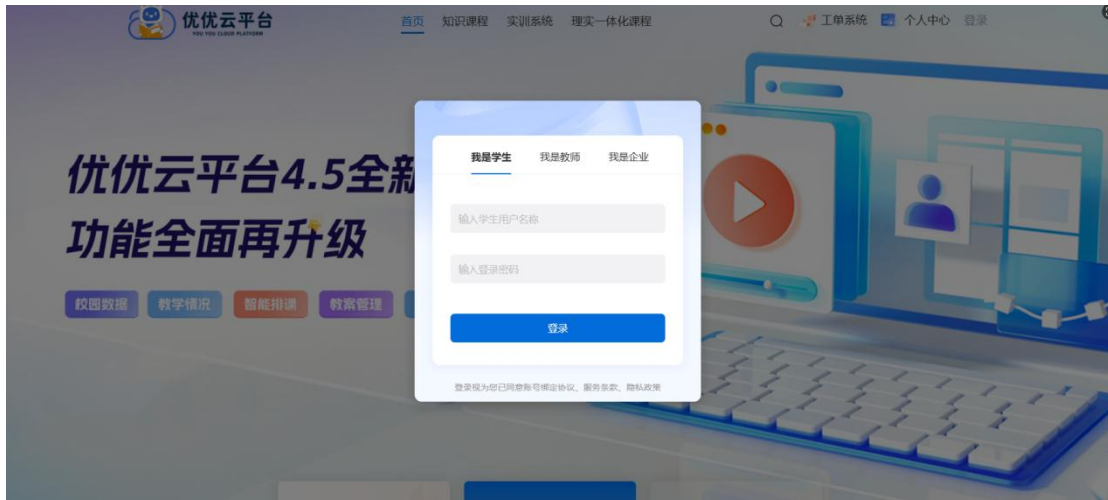 优优云平台
YOU YOU CLOUD PLATFORM
首页 知识课程 实训系统 理实一体化课程
工单系统 个人中心 登录
我是学生 我是教师 我是企业
优优云平台4.5全新
功能全面再升级
输入学生用户名称
输入登录密码
校园数据 教学情况 智能排课 教案管理
登录
登录视为您已同意账号绑定协议、服务条款、隐私政策